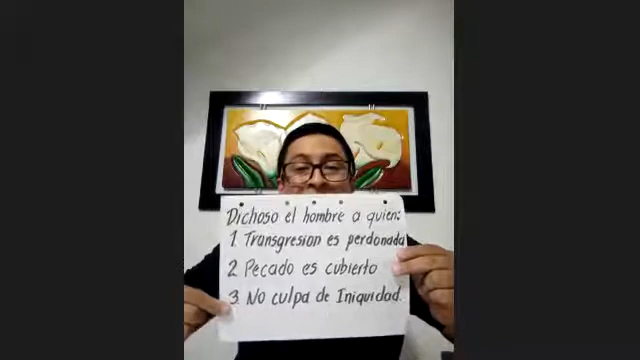 Dichoso el hombre a quien:
1. Transgresion es perdonada
2. Pecado es cubierto
3. No culpa de Iniquidad.